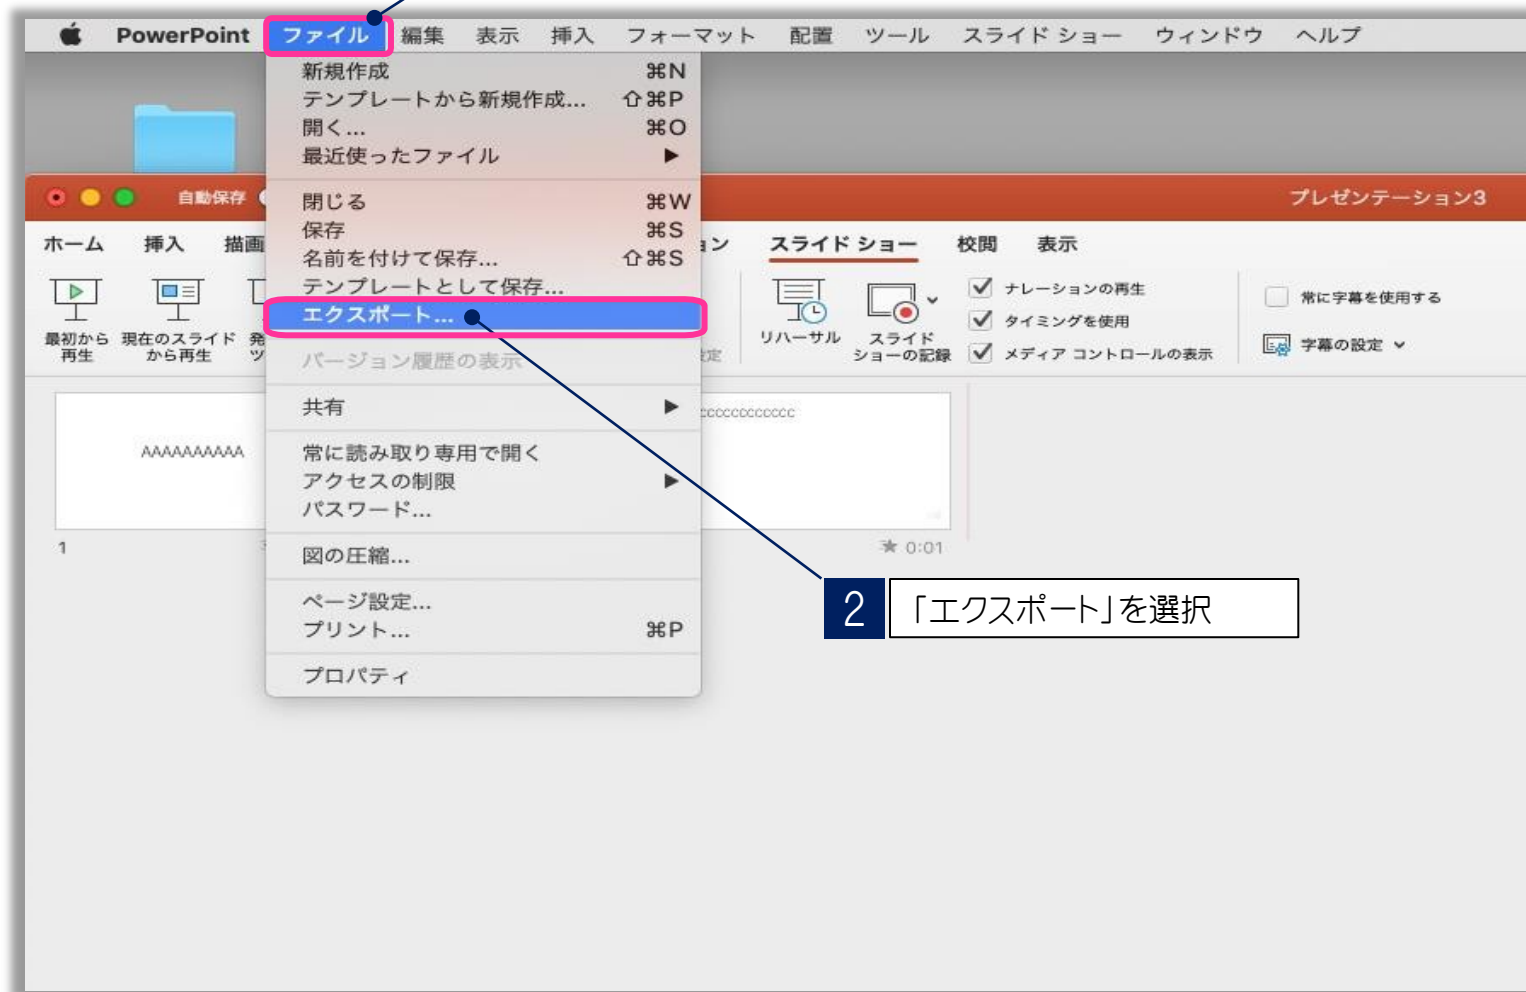 PowerPoint ファイル 編集 表示 挿入 フォーマット 配置 ツール スライド ショー ウィンドウ ヘルプ
新規作成 ⌘N
テンプレートから新規作成... ⇧⌘P
開く... ⌘O
最近使ったファイル ▶
自動保存
プレゼンテーション3
閉じる ⌘W
保存 ⌘S
名前を付けて保存... ⇧⌘S
テンプレートとして保存...
エクスポート...
バージョン履歴の表示
共有 ▶
常に読み取り専用で開く
アクセスの制限 ▶
パスワード...
図の圧縮...
ページ設定...
プリント... ⌘P
プロパティ
ホーム 挿入 描画 ョン スライド ショー 校閲 表示
最初から
再生
現在のスライド
から再生
発
ツ
定
リハーサル
スライド
ショーの記録
ナレーションの再生
タイミングを使用
メディア コントロールの表示
常に字幕を使用する
字幕の設定
AAAAAAAAAA
1
0:01
2 「エクスポート」を選択